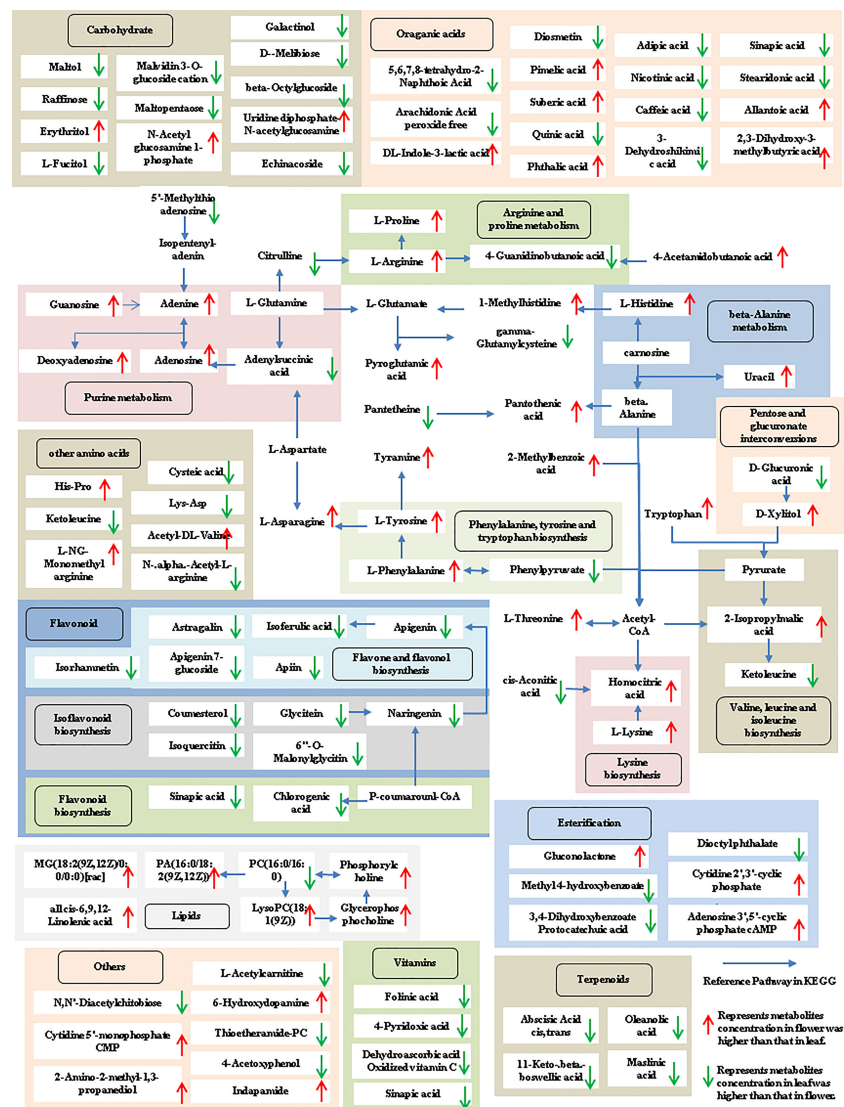 Carbohydrate
Maltol
Raffinose
Erythritol
L-Fucitol
Malvidin 3-O-
glucoside cation
Maltopentaose
N-Acetyl
glucosamine 1-
phosphate
Galactinol
D--Melibiose
beta-Octylglucoside
Uridine diphosphate
N-acetylglucosamine
Echinacoside
Oraganic acids
5,6,7,8-tetrahydro-2-
Naphthoic Acid
Arachidonic Acid
peroxide free
DL-Indole-3-lactic acid
Diosmetin
Pimelic acid
Suberic acid
Quinic acid
Phthalic acid
Adipic acid
Nicotinic acid
Caffeic acid
3-
Dehydroshikimi
c acid
Sinapic acid
Stearidonic acid
Allantoic acid
2,3-Dihydroxy-3-
methylbutyric acid
5'-Methylthio
adenosine
Isopentenyl-
adenin
Citrulline
L-Proline
L-Arginine
Arginine and
proline metabolism
4-Guanidinobutanoic acid
4-Acetamidobutanoic acid
Guanosine
Adenine
L-Glutamine
Deoxyadenosine
Adenosine
Adenylsuccinic
acid
Purine metabolism
L-Glutamate
1-Methylhistidine
gamma-
Glutamylcysteine
Pyroglutamic
acid
L-Histidine
beta-Alanine
metabolism
carnosine
Uracil
beta.
Alanine
Pantetheine
Pantothenic
acid
Pentose and
glucuronate
interconversions
D-Glucuronic
acid
D-Xylitol
other amino acids
His-Pro
Ketoleucine
L-NG-
Monomethyl
arginine
Cysteic acid
Lys-Asp
Acetyl-DL-Valine
N-.alpha.-Acetyl-L-
arginine
L-Aspartate
L-Asparagine
Tyramine
2-Methylbenzoic
acid
L-Tyrosine
Phenylalanine, tyrosine and
tryptophan biosynthesis
L-Phenylalanine
Phenylpyruvate
Tryptophan
Pyrurate
L-Threonine
Acetyl-
CoA
2-Isopropylmalic
acid
Ketoleucine
Valine, leucine and
isoleucine
biosynthesis
cis-Aconitic
acid
Homocitric
acid
L-Lysine
Lysine
biosynthesis
Flavonoid
Astragalin
Isoferulic acid
Apigenin
Isorhamnetin
Apigenin 7-
glucoside
Apiin
Flavone and flavonol
biosynthesis
Isoflavonoid
biosynthesis
Coumesterol
Glycitein
Naringenin
Isoquercitin
6''-O-
Malonylglycitin
Flavonoid
biosynthesis
Sinapic acid
Chlorogenic
acid
P-coumarounl-CoA
MG(18:2(9Z,12Z)/0:
0/0:0)[rac]
PA(16:0/18:
2(9Z,12Z))
PC(16:0/16:
0)
Phosphorylc
holine
all cis-6,9,12-
Linolenic acid
Lipids
LysoPC(18:
1(9Z))
Glycerophos
phocholine
Esterification
Gluconolactone
Methyl 4-hydroxybenzoate
3,4-Dihydroxybenzoate
Protocatechuic acid
Dioctyl phthalate
Cytidine 2',3'-cyclic
phosphate
Adenosine 3',5'-cyclic
phosphate cAMP
Others
N,N'-Diacetylchitobiose
Cytidine 5'-monophosphate
CMP
2-Amino-2-methyl-1,3-
propanediol
L-Acetylcarnitine
6-Hydroxydopamine
Thioetheramide-PC
4-Acetoxyphenol
Indapamide
Vitamins
Folinic acid
4-Pyridoxic acid
Dehydroascorbic acid
Oxidized vitamin C
Sinapic acid
Terpenoids
Abscisic Acid
cis,trans
11-Keto-.beta.-
boswellic acid
Oleanolic
acid
Maslinic
acid
Reference Pathway in KEGG
Represents metabolites
concentration in flower was
higher than that in leaf.
Represents metabolites
concentration in leaf was
higher than that in flower.